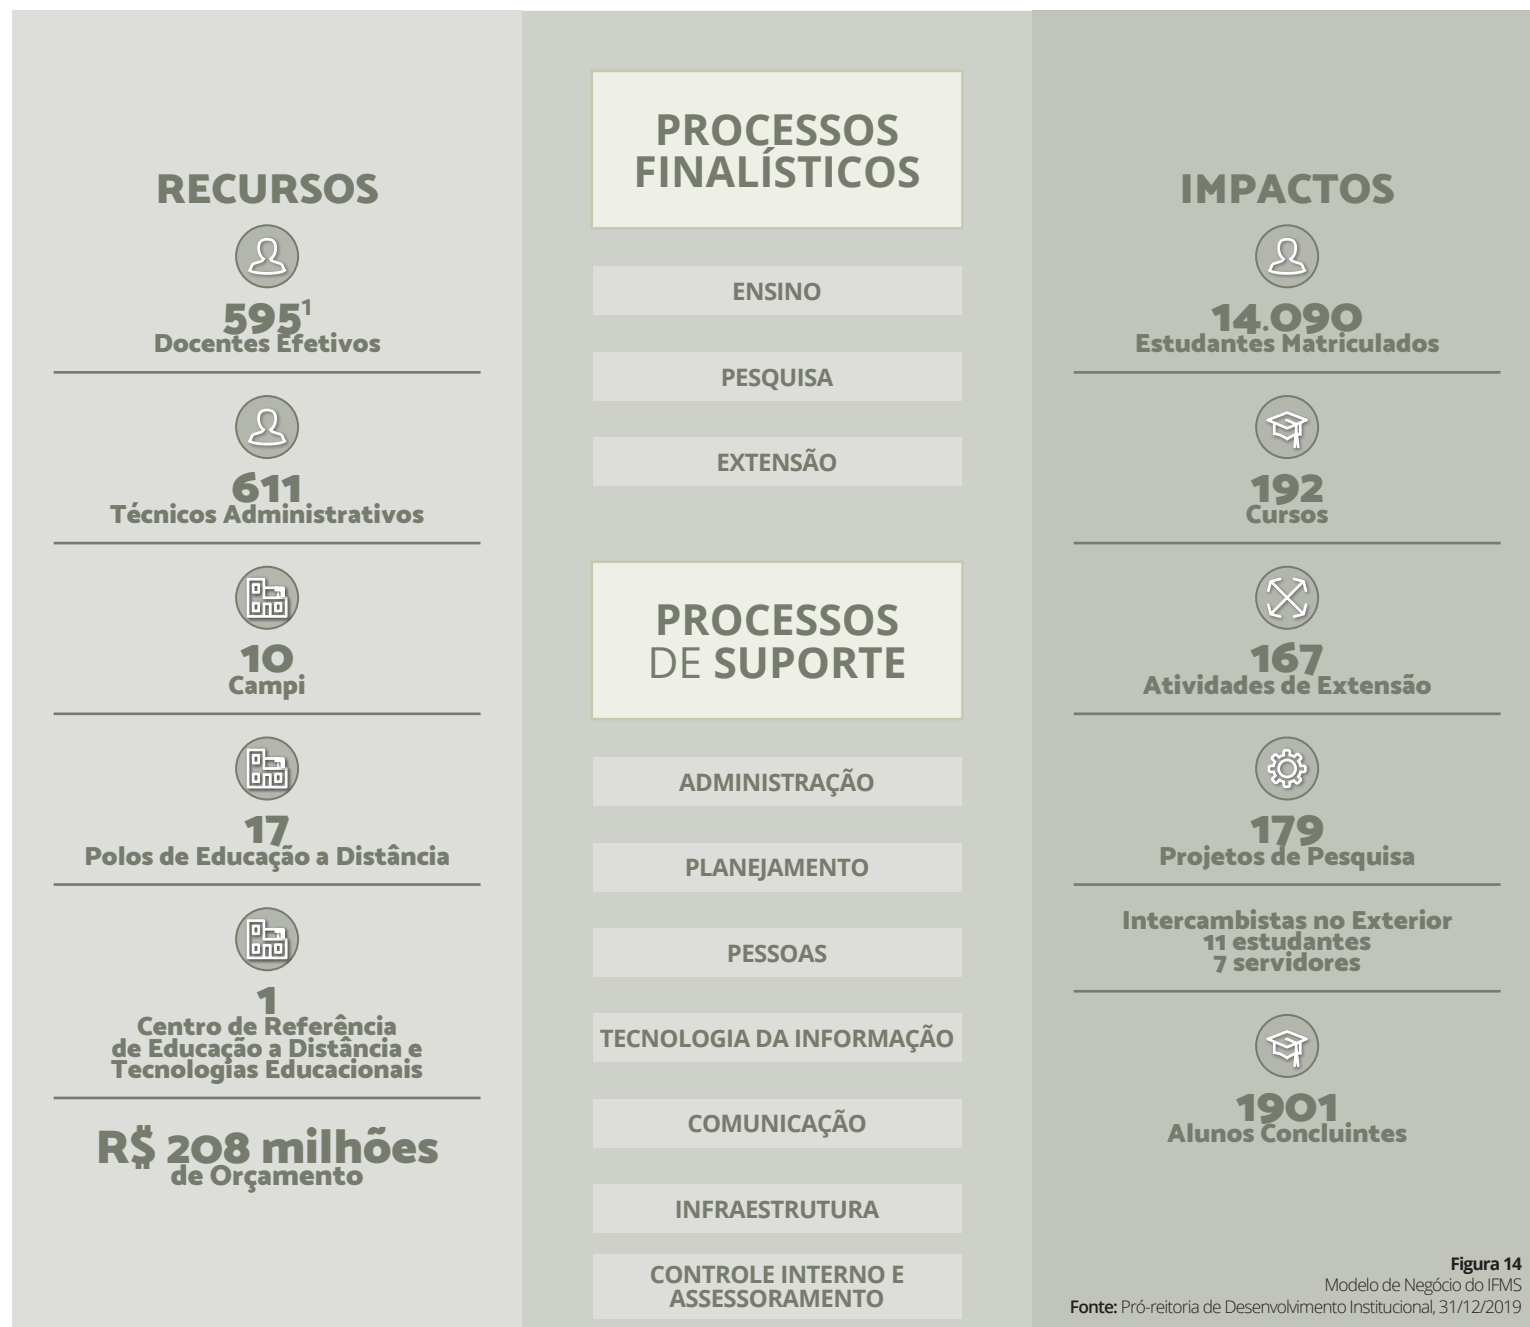 RECURSOS
595¹
Docentes Efetivos
611
Técnicos Administrativos
10
Campi
17
Polos de Educação a Distância
1
Centro de Referência
de Educação a Distância e
Tecnologias Educacionais
R$ 208 milhões
de Orçamento
PROCESSOS
FINALÍSTICOS
ENSINO
PESQUISA
EXTENSÃO
PROCESSOS
DE SUPORTE
ADMINISTRAÇÃO
PLANEJAMENTO
PESSOAS
TECNOLOGIA DA INFORMAÇÃO
COMUNICAÇÃO
INFRAESTRUTURA
CONTROLE INTERNO E
ASSESSORAMENTO
IMPACTOS
14.090
Estudantes Matriculados
192
Cursos
167
Atividades de Extensão
179
Projetos de Pesquisa
Intercambistas no Exterior
11 estudantes
7 servidores
1901
Alunos Concluintes
Figura 14
Modelo de Negócio do IFMS
Fonte: Pró-reitoria de Desenvolvimento Institucional, 31/12/2019